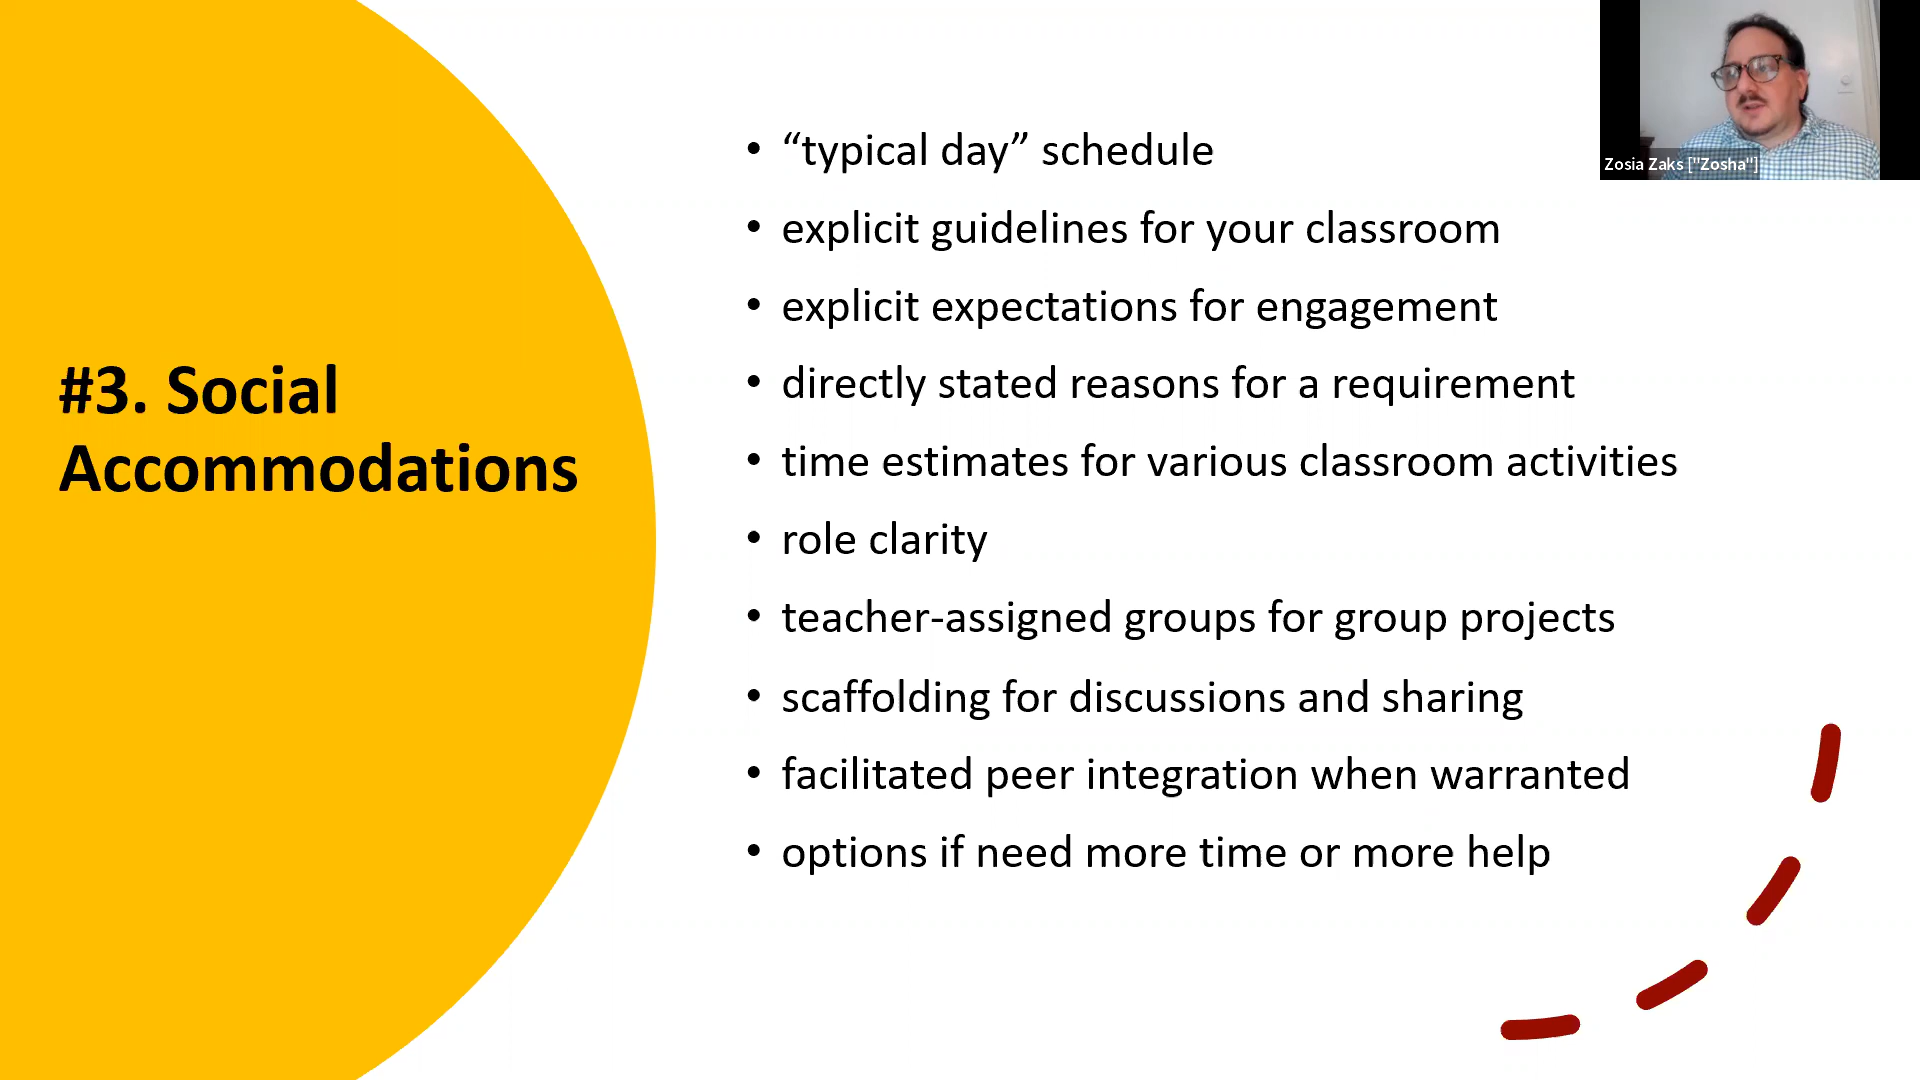 #3. Social
Accommodations
• “typical day” schedule
• explicit guidelines for your classroom
• explicit expectations for engagement
• directly stated reasons for a requirement
• time estimates for various classroom activities
• role clarity
• teacher-assigned groups for group projects
• scaffolding for discussions and sharing
• facilitated peer integration when warranted
• options if need more time or more help
Zosia Zaks ["Zosha"]